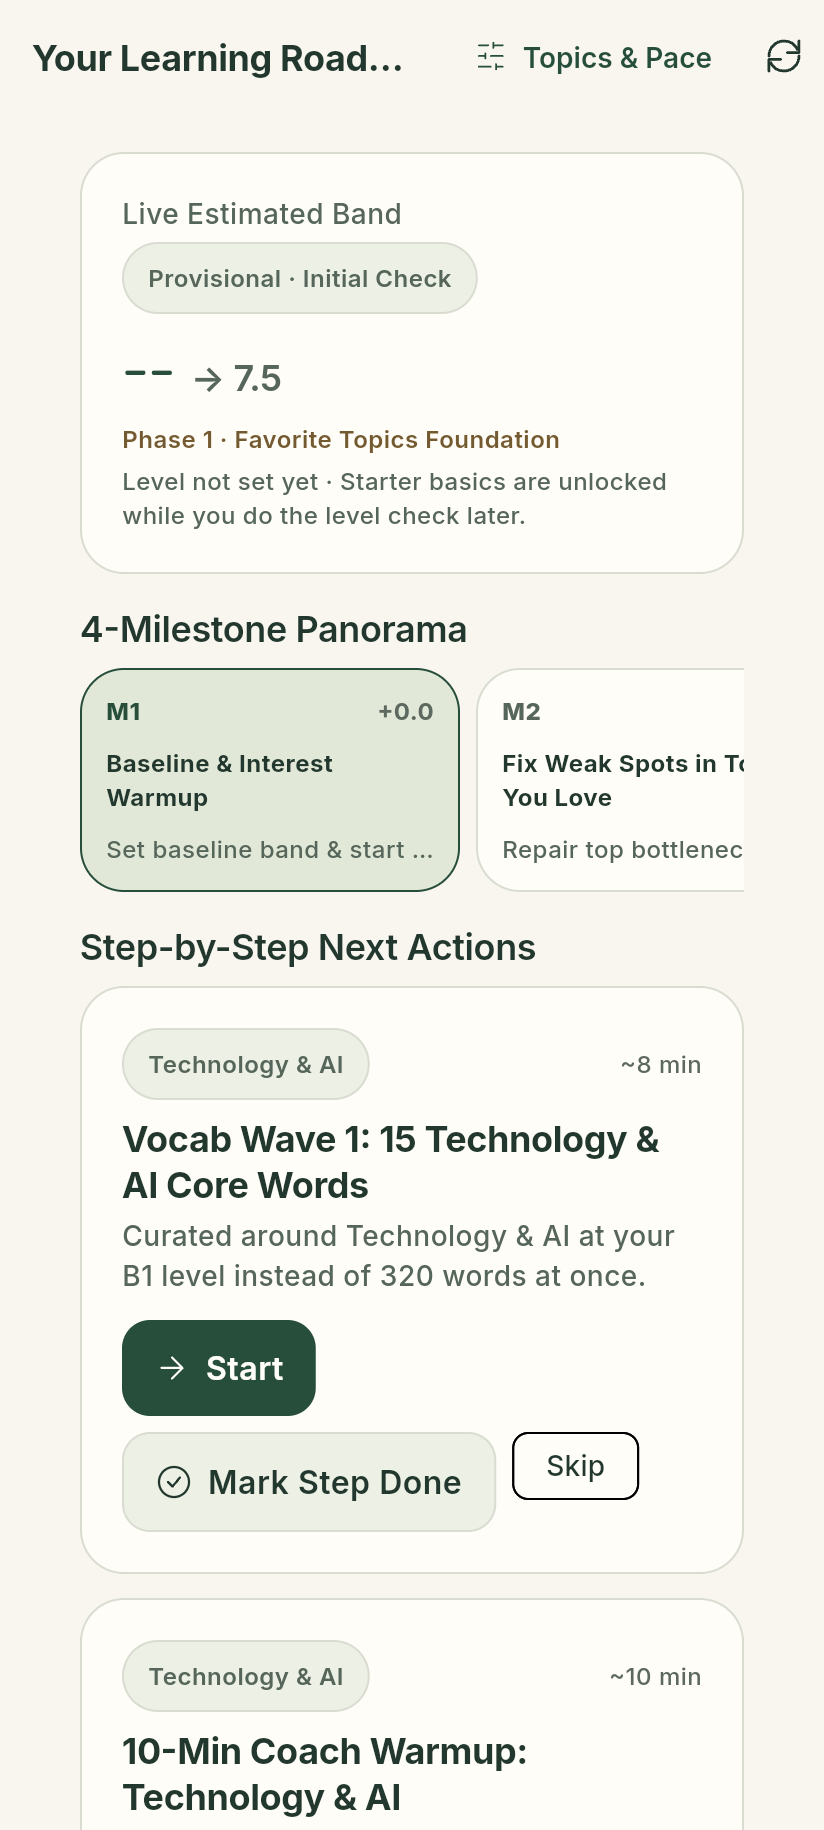 Your Learning Road...
Topics & Pace
Live Estimated Band
Provisional · Initial Check
-- → 7.5
Phase 1 · Favorite Topics Foundation
Level not set yet · Starter basics are unlocked
while you do the level check later.
4-Milestone Panorama
M1 +0.0
Baseline & Interest
Warmup
Set baseline band & start ...
M2
Fix Weak Spots in To
You Love
Repair top bottlenec
Step-by-Step Next Actions
Technology & AI ~8 min
Vocab Wave 1: 15 Technology &
AI Core Words
Curated around Technology & AI at your
B1 level instead of 320 words at once.
→ Start
Mark Step Done
Skip
Technology & AI ~10 min
10-Min Coach Warmup:
Technology & AI